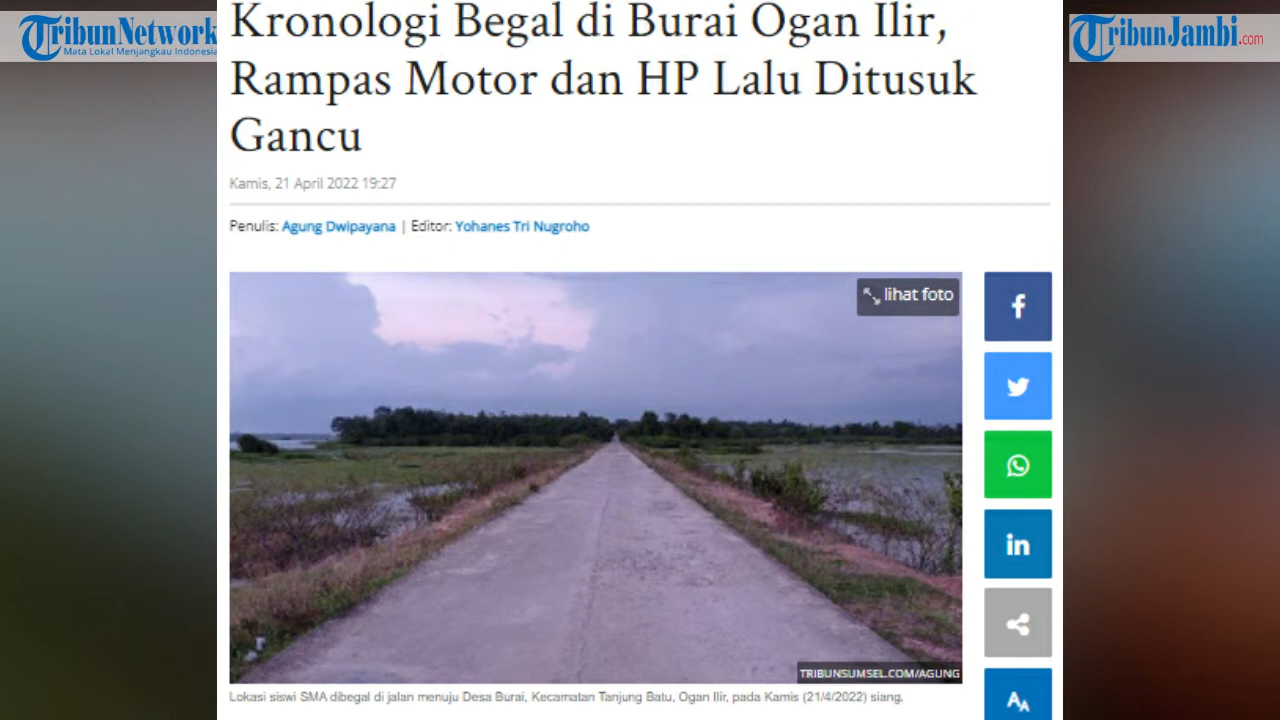 TribunNetwork
Mata Lokal Menjangkau Indonesia
TribunJambi.com
Kronologi Begal di Burai Ogan Ilir,
Rampas Motor dan HP Lalu Ditusuk
Gancu
Kamis, 21 April 2022 19:27
Penulis: Agung Dwipayana | Editor: Yohanes Tri Nugroho
lihat foto
TRIBUNSUMSEL.COM/AGUNG
Lokasi siswi SMA dibegal di jalan menuju Desa Burai, Kecamatan Tanjung Batu, Ogan Ilir, pada Kamis (21/4/2022) siang.